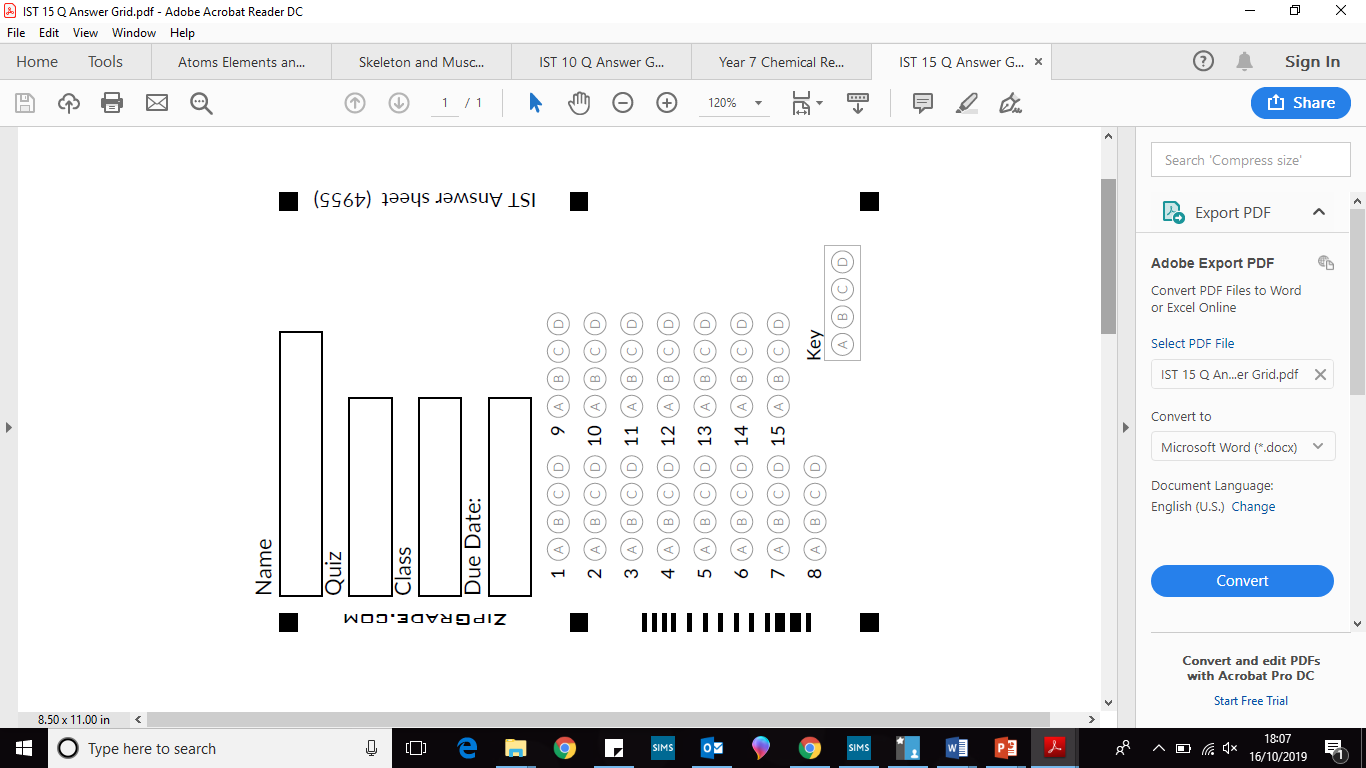 IST 15 Q Answer Grid.pdf - Adobe Acrobat Reader DC
File Edit View Window Help
Home Tools Atoms Elements an... Skeleton and Musc... IST 10 Q Answer G... Year 7 Chemical Re... IST 15 Q Answer G... × ? Sign In
1 / 1 120% Share
IST Answer sheet (4955)
Name
Quiz
Class
Due Date:
1 A B C D
2 A B C D
3 A B C D
4 A B C D
5 A B C D
6 A B C D
7 A B C D
8 A B C D
9 A B C D
10 A B C D
11 A B C D
12 A B C D
13 A B C D
14 A B C D
15 A B C D
Key
A B C D
ZipGrade.com
8.50 x 11.00 in
Search 'Compress size'
Export PDF
Adobe Export PDF
Convert PDF Files to Word
or Excel Online
Select PDF File
IST 15 Q An...er Grid.pdf
Convert to
Microsoft Word (*.docx)
Document Language:
English (U.S.) Change
Convert
Convert and edit PDFs
with Acrobat Pro DC
Start Free Trial
Type here to search
SIMS
SIMS
18:07
16/10/2019
1